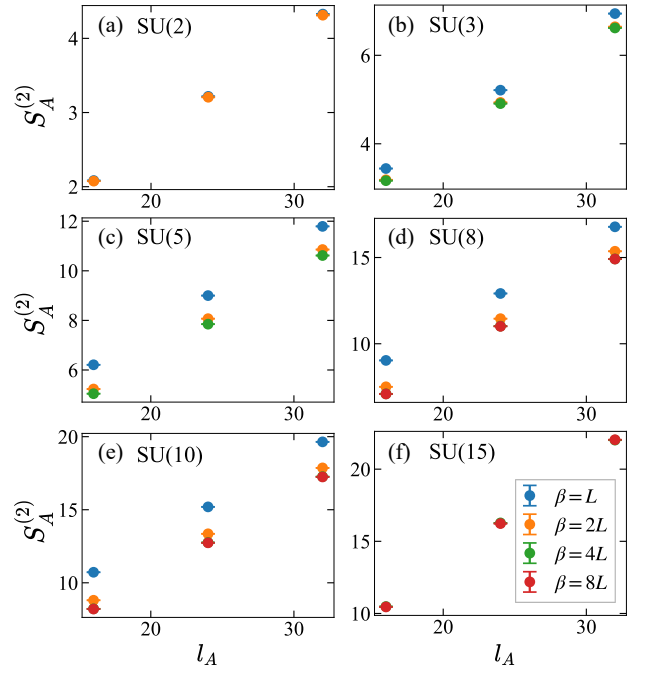 (a) SU(2)
4
3
2
S_A^{(2)}
20
30
(b) SU(3)
6
4
20
30
(c) SU(5)
12
10
8
6
S_A^{(2)}
20
30
(d) SU(8)
15
10
20
30
(e) SU(10)
20
15
10
S_A^{(2)}
20
30
l_A
(f) SU(15)
20
15
10
β=L
β=2L
β=4L
β=8L
20
30
l_A